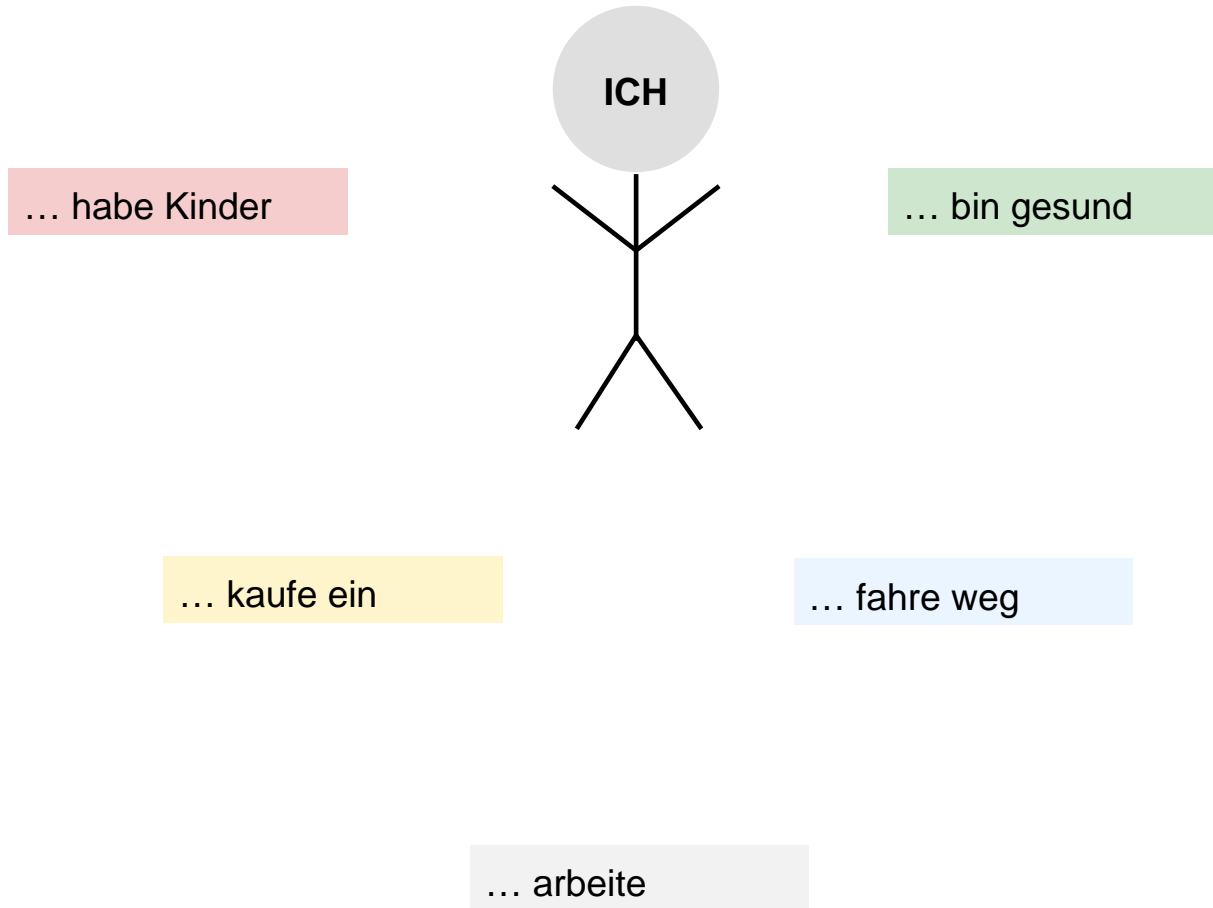 ICH
… habe Kinder
… bin gesund
… kaufe ein
… fahre weg
… arbeite